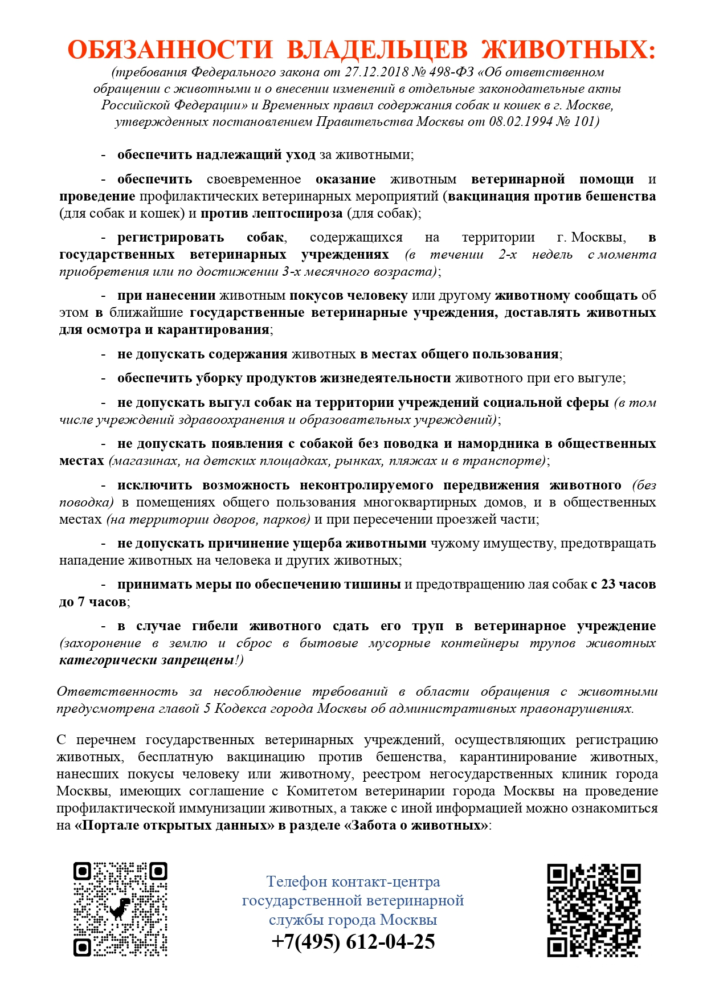 ОБЯЗАННОСТИ ВЛАДЕЛЬЦЕВ ЖИВОТНЫХ:
(требования Федерального закона от 27.12.2018 № 498-ФЗ «Об ответственном
обращении с животными и о внесении изменений в отдельные законодательные акты
Российской Федерации» и Временных правил содержания собак и кошек в г. Москве,
утвержденных постановлением Правительства Москвы от 08.02.1994 № 101)
- обеспечить надлежащий уход за животными;
- обеспечить своевременное оказание животным ветеринарной помощи и
проведение профилактических ветеринарных мероприятий (вакцинация против бешенства
(для собак и кошек) и против лептоспироза (для собак);
- регистрировать собак, содержащихся на территории г. Москвы, в
государственных ветеринарных учреждениях (в течении 2-х недель с момента
приобретения или по достижении 3-х месячного возраста);
- при нанесении животным покусов человеку или другому животному сообщать об
этом в ближайшие государственные ветеринарные учреждения, доставлять животных
для осмотра и карантирования;
- не допускать содержания животных в местах общего пользования;
- обеспечить уборку продуктов жизнедеятельности животного при его выгуле;
- не допускать выгул собак на территории учреждений социальной сферы (в том
числе учреждений здравоохранения и образовательных учреждений);
- не допускать появления с собакой без поводка и намордника в общественных
местах (магазинах, на детских площадках, рынках, пляжах и в транспорте);
- исключить возможность неконтролируемого передвижения животного (без
поводка) в помещениях общего пользования многоквартирных домов, и в общественных
местах (на территории дворов, парков) и при пересечении проезжей части;
- не допускать причинение ущерба животными чужому имуществу, предотвращать
нападение животных на человека и других животных;
- принимать меры по обеспечению тишины и предотвращению лая собак с 23 часов
до 7 часов;
- в случае гибели животного сдать его труп в ветеринарное учреждение
(захоронение в землю и сброс в бытовые мусорные контейнеры трупов животных
категорически запрещены!)
Ответственность за несоблюдение требований в области обращения с животными
предусмотрена главой 5 Кодекса города Москвы об административных правонарушениях.
С перечнем государственных ветеринарных учреждений, осуществляющих регистрацию
животных, бесплатную вакцинацию против бешенства, карантинирование животных,
нанесших покусы человеку или животному, реестром негосударственных клиник города
Москвы, имеющих соглашение с Комитетом ветеринарии города Москвы на проведение
профилактической иммунизации животных, а также с иной информацией можно ознакомиться
на «Портале открытых данных» в разделе «Забота о животных»:
Телефон контакт-центра
государственной ветеринарной
службы города Москвы
+7(495) 612-04-25